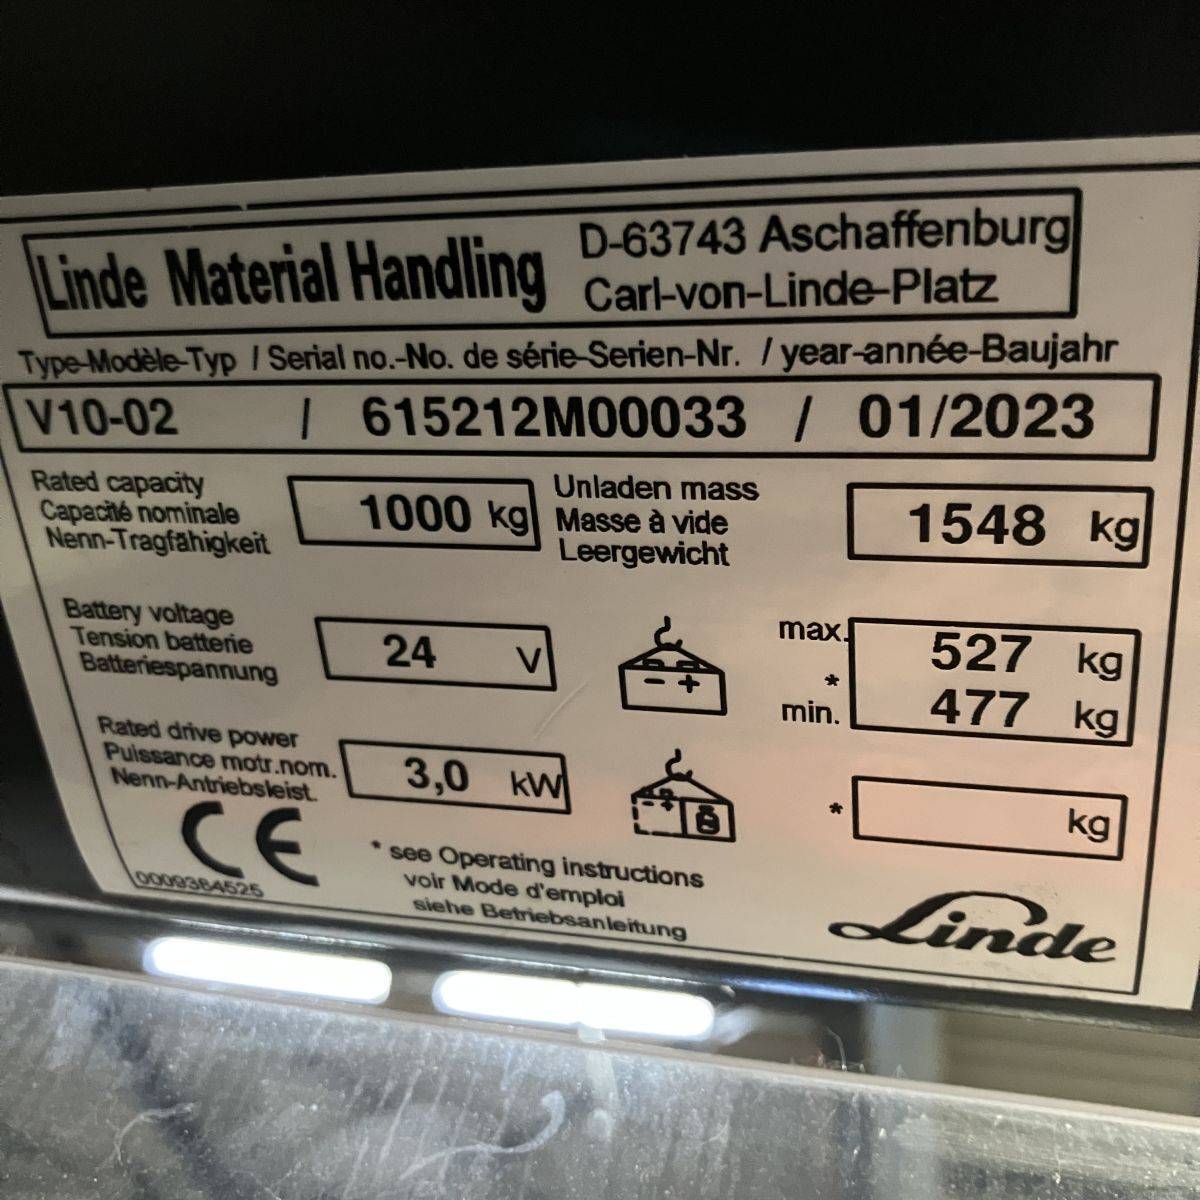 Linde Material Handling
D-63743 Aschaffenburg
Carl-von-Linde-Platz
Type-Modèle-Typ / Serial no.-No. de série-Serien-Nr. / year-année-Baujahr
V10-02 / 615212M00033 / 01/2023
Rated capacity
Capacité nominale
Nenn-Tragfähigkeit
1000 kg
Unladen mass
Masse à vide
Leergewicht
1548 kg
Battery voltage
Tension batterie
Batteriespannung
24 V
- +
max. 527 kg
*
min. 477 kg
Rated drive power
Puissance motr.nom.
Nenn-Antriebsleist.
3,0 kW
- +
* kg
CE
0009384525
* see Operating instructions
voir Mode d'emploi
siehe Betriebsanleitung
Linde